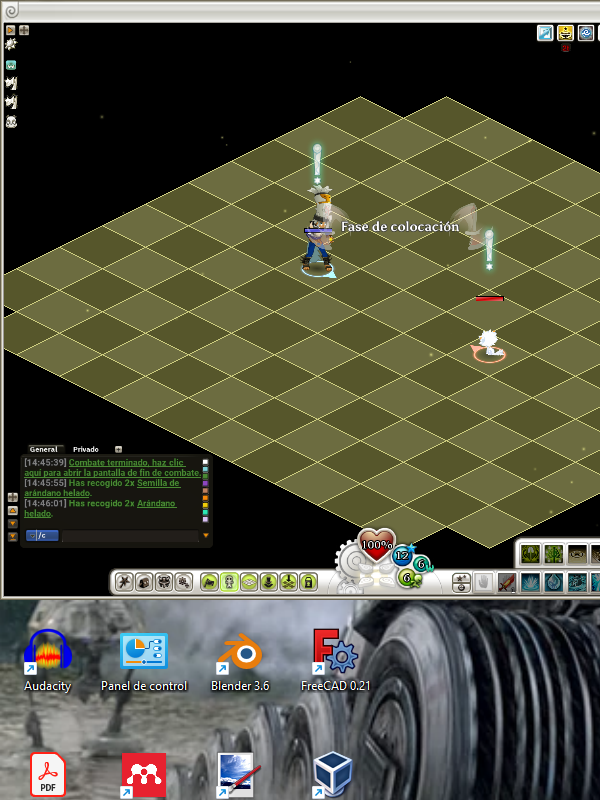 Fase de colocación
General Privado
[14:45:39] Combate terminado, haz clic
aquí para abrir la pantalla de fin de combate.
[14:45:55] Has recogido 2x Semilla de
arándano helado.
[14:46:01] Has recogido 2x Arándano
helado.
/c
100%
12
6
6
Audacity
Panel de control
Blender 3.6
FreeCAD 0.21
PDF